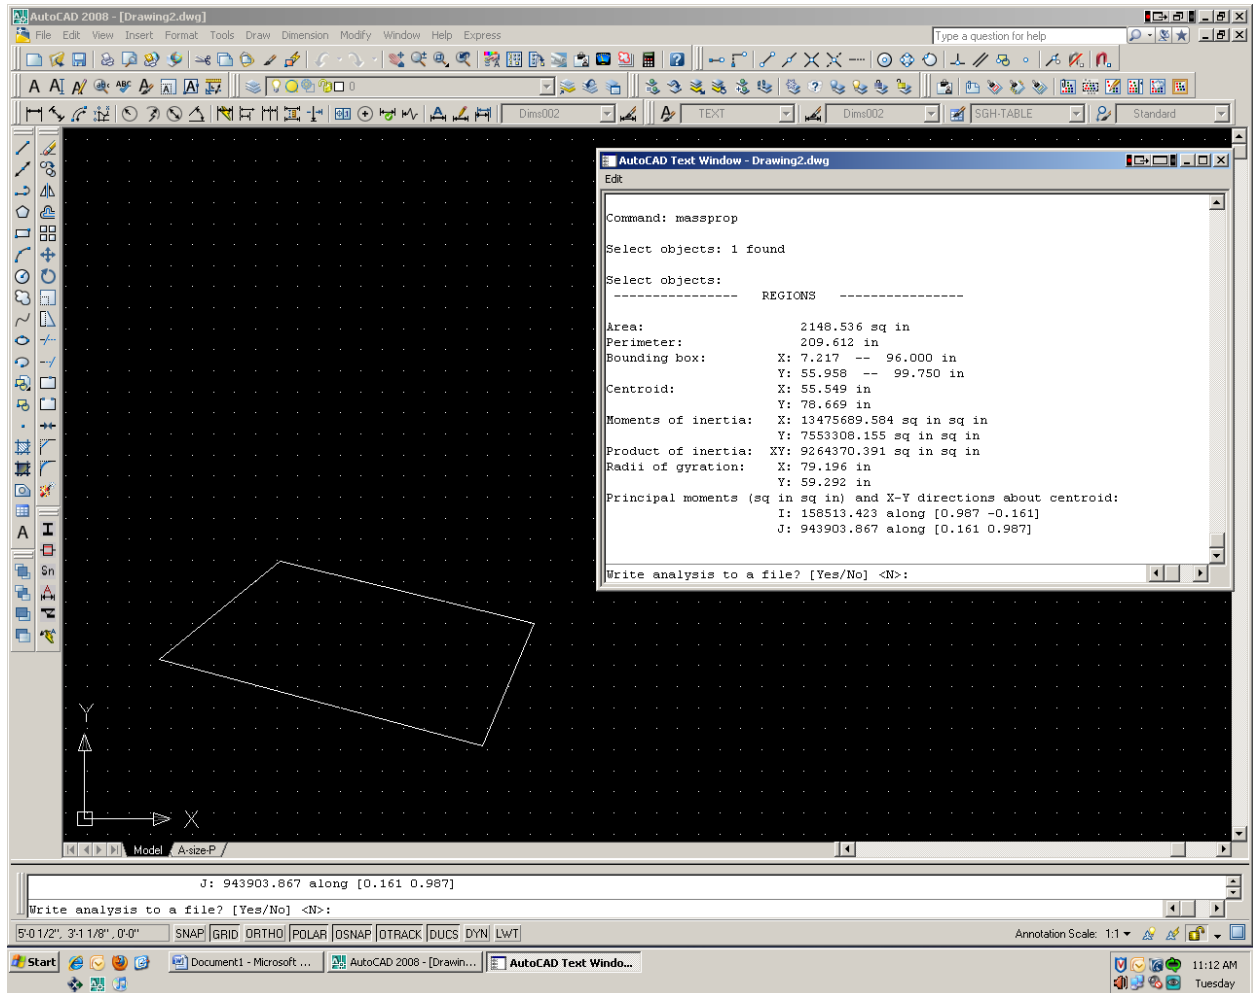 AutoCAD 2008 - [Drawing2.dwg]
File Edit View Insert Format Tools Draw Dimension Modify Window Help Express
Type a question for help
0
Dims002 TEXT Dims002 SGH-TABLE Standard
AutoCAD Text Window - Drawing2.dwg
Edit
Command: massprop
Select objects: 1 found
Select objects:
---------------- REGIONS ----------------
Area: 2148.536 sq in
Perimeter: 209.612 in
Bounding box: X: 7.217 -- 96.000 in
Y: 55.958 -- 99.750 in
Centroid: X: 55.549 in
Y: 78.669 in
Moments of inertia: X: 13475689.584 sq in sq in
Y: 7553308.155 sq in sq in
Product of inertia: XY: 9264370.391 sq in sq in
Radii of gyration: X: 79.196 in
Y: 59.292 in
Principal moments (sq in sq in) and X-Y directions about centroid:
I: 158513.423 along [0.987 -0.161]
J: 943903.867 along [0.161 0.987]
Write analysis to a file? [Yes/No] <N>:
Y
X
Model A-size-P
J: 943903.867 along [0.161 0.987]
Write analysis to a file? [Yes/No] <N>:
5'-0 1/2", 3'-1 1/8" , 0'-0" SNAP GRID ORTHO POLAR OSNAP OTRACK DUCS DYN LWT Annotation Scale: 1:1
Start Document1 - Microsoft ... AutoCAD 2008 - [Drawin... AutoCAD Text Windo... 11:12 AM
Tuesday